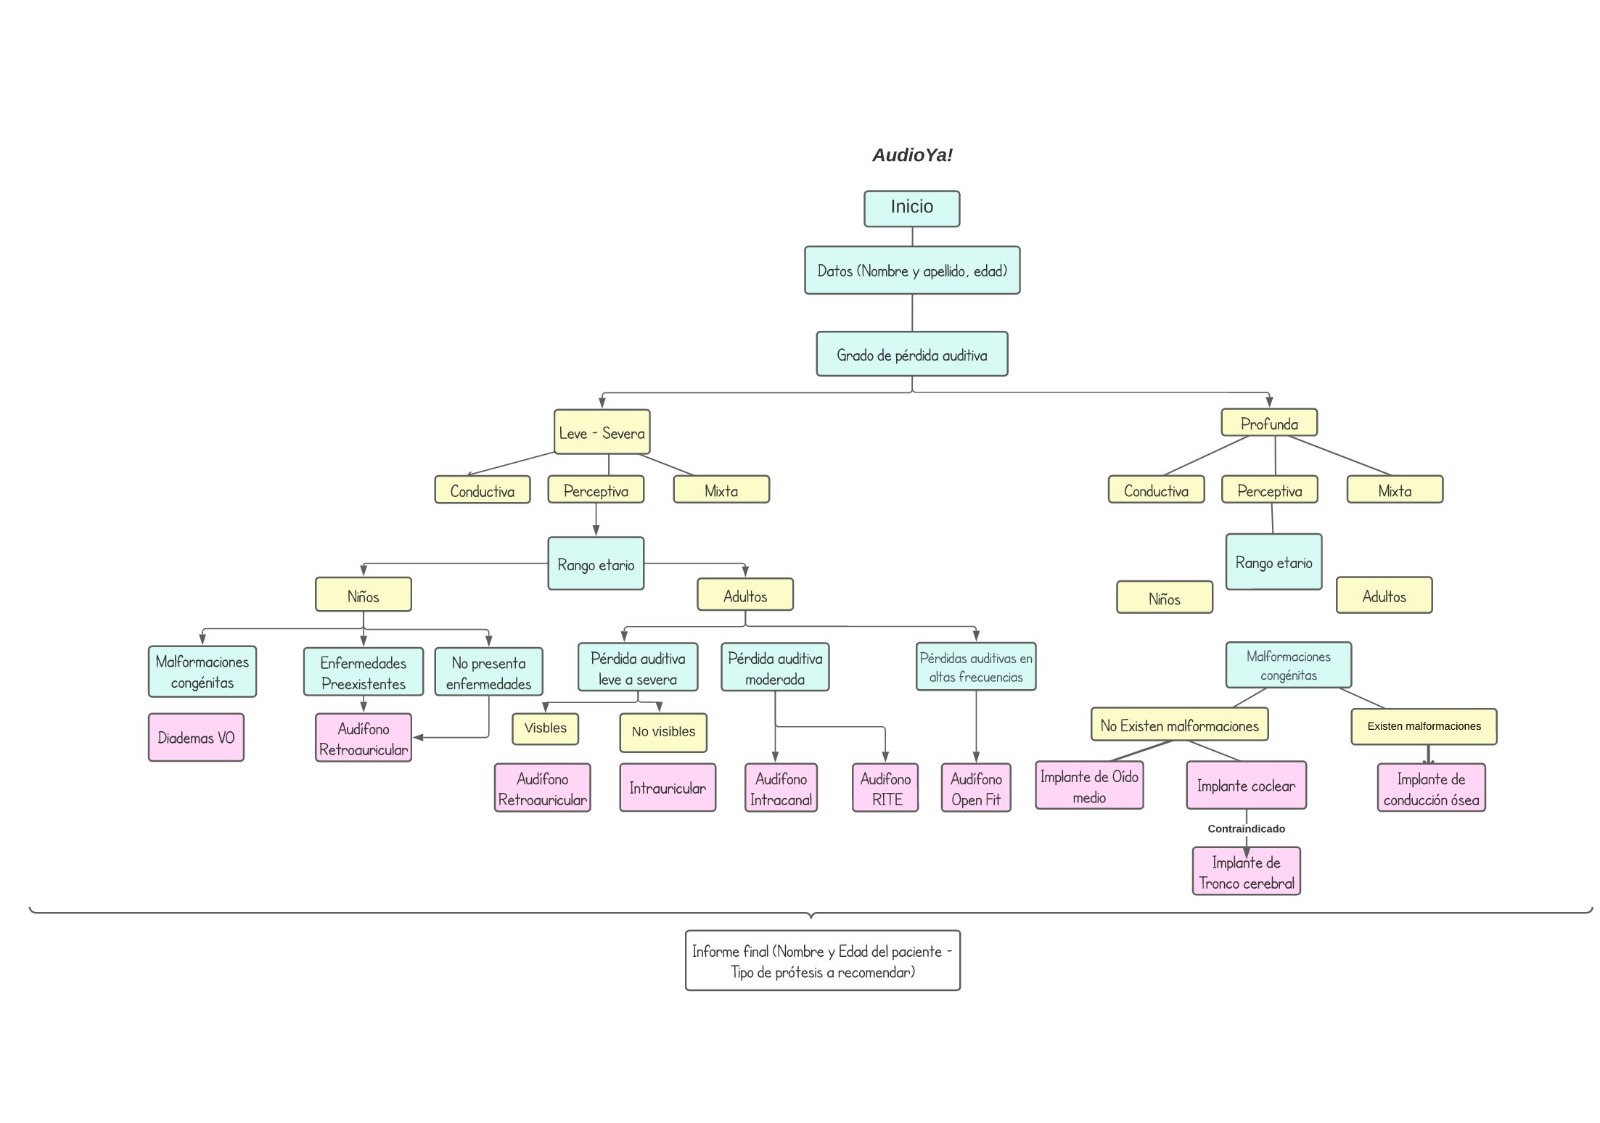 AudioYa!
Inicio
Datos (Nombre y apellido, edad)
Grado de pérdida auditiva
Leve - Severa
Profunda
Conductiva
Perceptiva
Mixta
Conductiva
Perceptiva
Mixta
Rango etario
Rango etario
Niños
Adultos
Niños
Adultos
Malformaciones
congénitas
Enfermedades
Preexistentes
No presenta
enfermedades
Pérdida auditiva
leve a severa
Pérdida auditiva
moderada
Pérdidas auditivas en
altas frecuencias
Malformaciones
congénitas
Diademas VO
Audífono
Retroauricular
Visbles
No visibles
No Existen malformaciones
Existen malformaciones
Audífono
Retroauricular
Intrauricular
Audífono
Intracanal
Audifono
RITE
Audífono
Open Fit
Implante de Oído
medio
Implante coclear
Implante de
conducción ósea
Contraindicado
Implante de
Tronco cerebral
Informe final (Nombre y Edad del paciente -
Tipo de prótesis a recomendar)